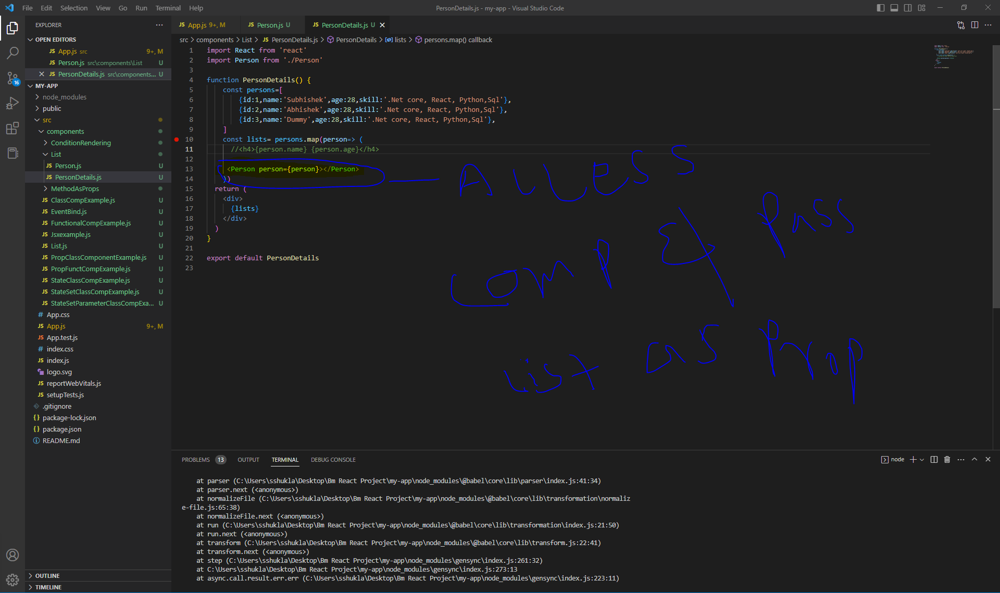 File Edit Selection View Go Run Terminal Help
PersonDetails.js - my-app - Visual Studio Code
EXPLORER
OPEN EDITORS
App.js src 9+, M
Person.js src\components\List U
PersonDetails.js src\components... U
MY-APP
node_modules
public
src
components
ConditionRendering
List
Person.js U
PersonDetails.js U
MethodAsProps
ClassCompExample.js U
EventBind.js U
FunctionalCompExample.js U
Jsxexample.js U
List.js U
PropClassComponentExample.js U
PropFunctCompExample.js U
StateClassCompExample.js U
StateSetClassCompExample.js U
StateSetParameterClassCompExa... U
App.css
App.js 9+, M
App.test.js
index.css
index.js
logo.svg
reportWebVitals.js
setupTests.js
.gitignore
package-lock.json
package.json
README.md
OUTLINE
TIMELINE
16
JS App.js 9+, M JS Person.js U JS PersonDetails.js U
src > components > List > JS PersonDetails.js > PersonDetails > lists > persons.map() callback
1 import React from 'react'
2 import Person from './Person'
3
4 function PersonDetails() {
5 const persons=[
6 {id:1,name:'Subhishek',age:28,skill:'.Net core, React, Python,Sql'},
7 {id:2,name:'Abhishek',age:28,skill:'.Net core, React, Python,Sql'},
8 {id:3,name:'Dummy',age:28,skill:'.Net core, React, Python,Sql'},
9 ]
10 const lists= persons.map(person=> (
11 //<h4>{person.name} {person.age}</h4>
12
13 <Person person={person}></Person>
14 ))
15 return (
16 <div>
17 {lists}
18 </div>
19 )
20 }
21
22 export default PersonDetails
23
Access
comp & pass
list as prop
PROBLEMS 13 OUTPUT TERMINAL DEBUG CONSOLE
node
at parser (C:\Users\sshukla\Desktop\Bm React Project\my-app\node_modules\@babel\core\lib\parser\index.js:41:34)
at parser.next (<anonymous>)
at normalizeFile (C:\Users\sshukla\Desktop\Bm React Project\my-app\node_modules\@babel\core\lib\transformation\normaliz
e-file.js:65:38)
at normalizeFile.next (<anonymous>)
at run (C:\Users\sshukla\Desktop\Bm React Project\my-app\node_modules\@babel\core\lib\transformation\index.js:21:50)
at run.next (<anonymous>)
at transform (C:\Users\sshukla\Desktop\Bm React Project\my-app\node_modules\@babel\core\lib\transform.js:22:41)
at transform.next (<anonymous>)
at step (C:\Users\sshukla\Desktop\Bm React Project\my-app\node_modules\gensync\index.js:261:32)
at C:\Users\sshukla\Desktop\Bm React Project\my-app\node_modules\gensync\index.js:273:13
at async.call.result.err.err (C:\Users\sshukla\Desktop\Bm React Project\my-app\node_modules\gensync\index.js:223:11)